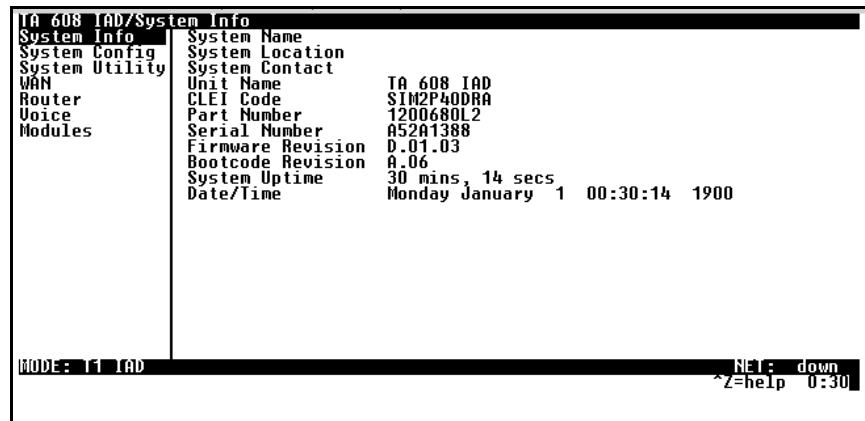 TA 608 IAD/System Info
System Info System Name
System Config System Location
System Utility System Contact
WAN Unit Name TA 608 IAD
Router CLEI Code SIM2P40DRA
Voice Part Number 1200680L2
Modules Serial Number A52A1388
Firmware Revision D.01.03
Bootcode Revision A.06
System Uptime 30 mins, 14 secs
Date/Time Monday January 1 00:30:14 1900
MODE: T1 IAD NET: down
^Z=help 0:30